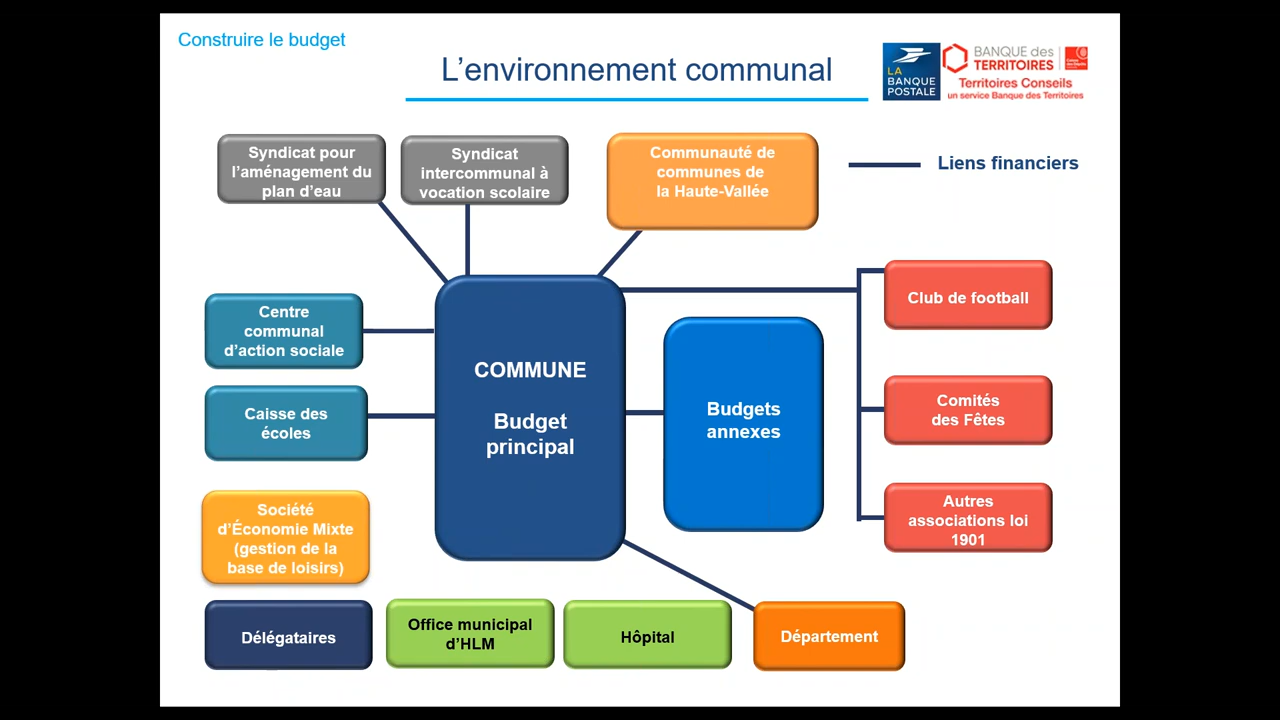 Construire le budget
L’environnement communal
LA
BANQUE
POSTALE
BANQUE des
TERRITOIRES
Territoires Conseils
un service Banque des Territoires
Syndicat pour
l’aménagement du
plan d’eau
Syndicat
intercommunal à
vocation scolaire
Communauté de
communes de
la Haute-Vallée
Liens financiers
Centre
communal
d’action sociale
Caisse des
écoles
COMMUNE
Budget
principal
Budgets
annexes
Club de football
Comités
des Fêtes
Autres
associations loi
1901
Société
d’Économie Mixte
(gestion de la
base de loisirs)
Délégataires
Office municipal
d’HLM
Hôpital
Département